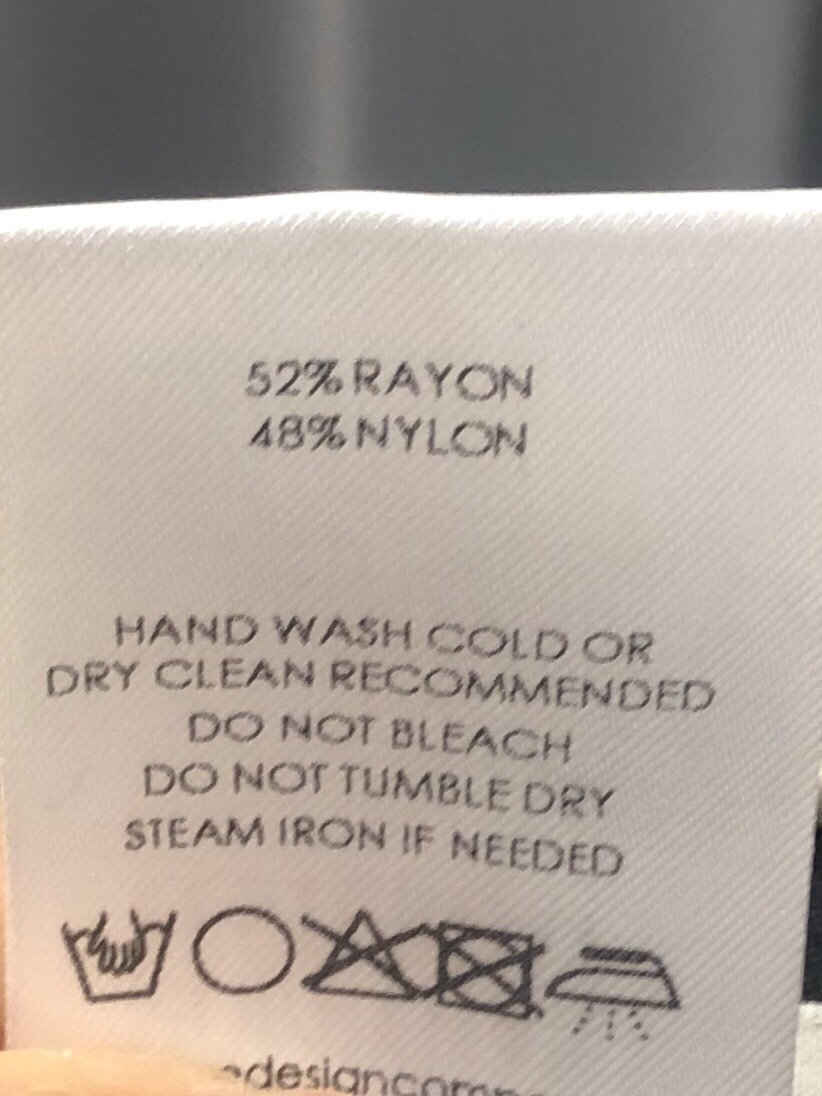 52% RAYON
48% NYLON
HAND WASH COLD OR
DRY CLEAN RECOMMENDED
DO NOT BLEACH
DO NOT TUMBLE DRY
STEAM IRON IF NEEDED